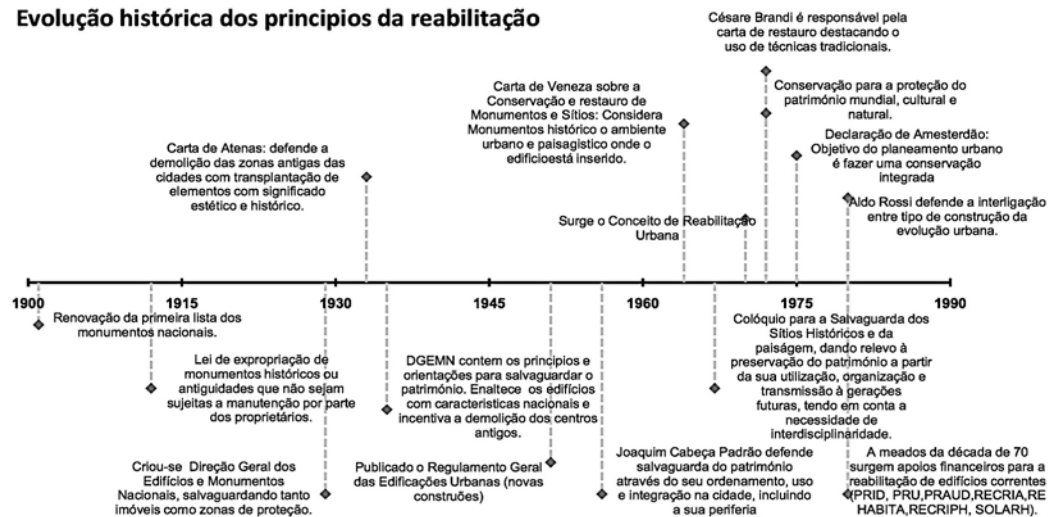 Evolução histórica dos principios da reabilitação
César Brandi é responsável pela
carta de restauro destacando o
uso de técnicas tradicionais.
Carta de Veneza sobre a
Conservação e restauro de
Monumentos e Sítios: Considera
Monumentos histórico o ambiente
urbano e paisagistico onde o
edificioestá inserido.
Conservação para a proteção do
património mundial, cultural e
natural.
Carta de Atenas: defende a
demolição das zonas antigas das
cidades com transplantação de
elementos com significado
estético e histórico.
Declaração de Amesterdão:
Objetivo do planeamento urbano
é fazer uma conservação
integrada
Surge o Conceito de Reabilitação
Urbana
Aldo Rossi defende a interligação
entre tipo de construção da
evolução urbana.
1900 1915 1930 1945 1960 1975 1990
Renovação da primeira lista dos
monumentos nacionais.
Lei de expropriação de
monumentos históricos ou
antiguidades que não sejam
sujeitas a manutenção por parte
dos proprietários.
DGEMN contem os principios e
orientações para salvaguardar o
património. Enaltece os edifícios
com caracteristicas nacionais e
incentiva a demolição dos centros
antigos.
Colóquio para a Salvaguarda dos
Sítios Históricos e da
paiságem, dando relevo à
preservação do património a partir
da sua utilização, organização e
transmissão à gerações
futuras, tendo em conta a
necessidade de
interdisciplinaridade.
Criou-se Direção Geral dos
Edifícios e Monumentos
Nacionais, salvaguardando tanto
imóveis como zonas de proteção.
Publicado o Regulamento Geral
das Edificações Urbanas (novas
construões)
Joaquim Cabeça Padrão defende
salvaguarda do património
através do seu ordenamento, uso
e integração na cidade, incluindo
a sua periferia
A meados da década de 70
surgem apoios financeiros para a
reabilitação de edifícios correntes
(PRID, PRU,PRAUD,RECRIA,RE
HABITA,RECRIPH, SOLARH).